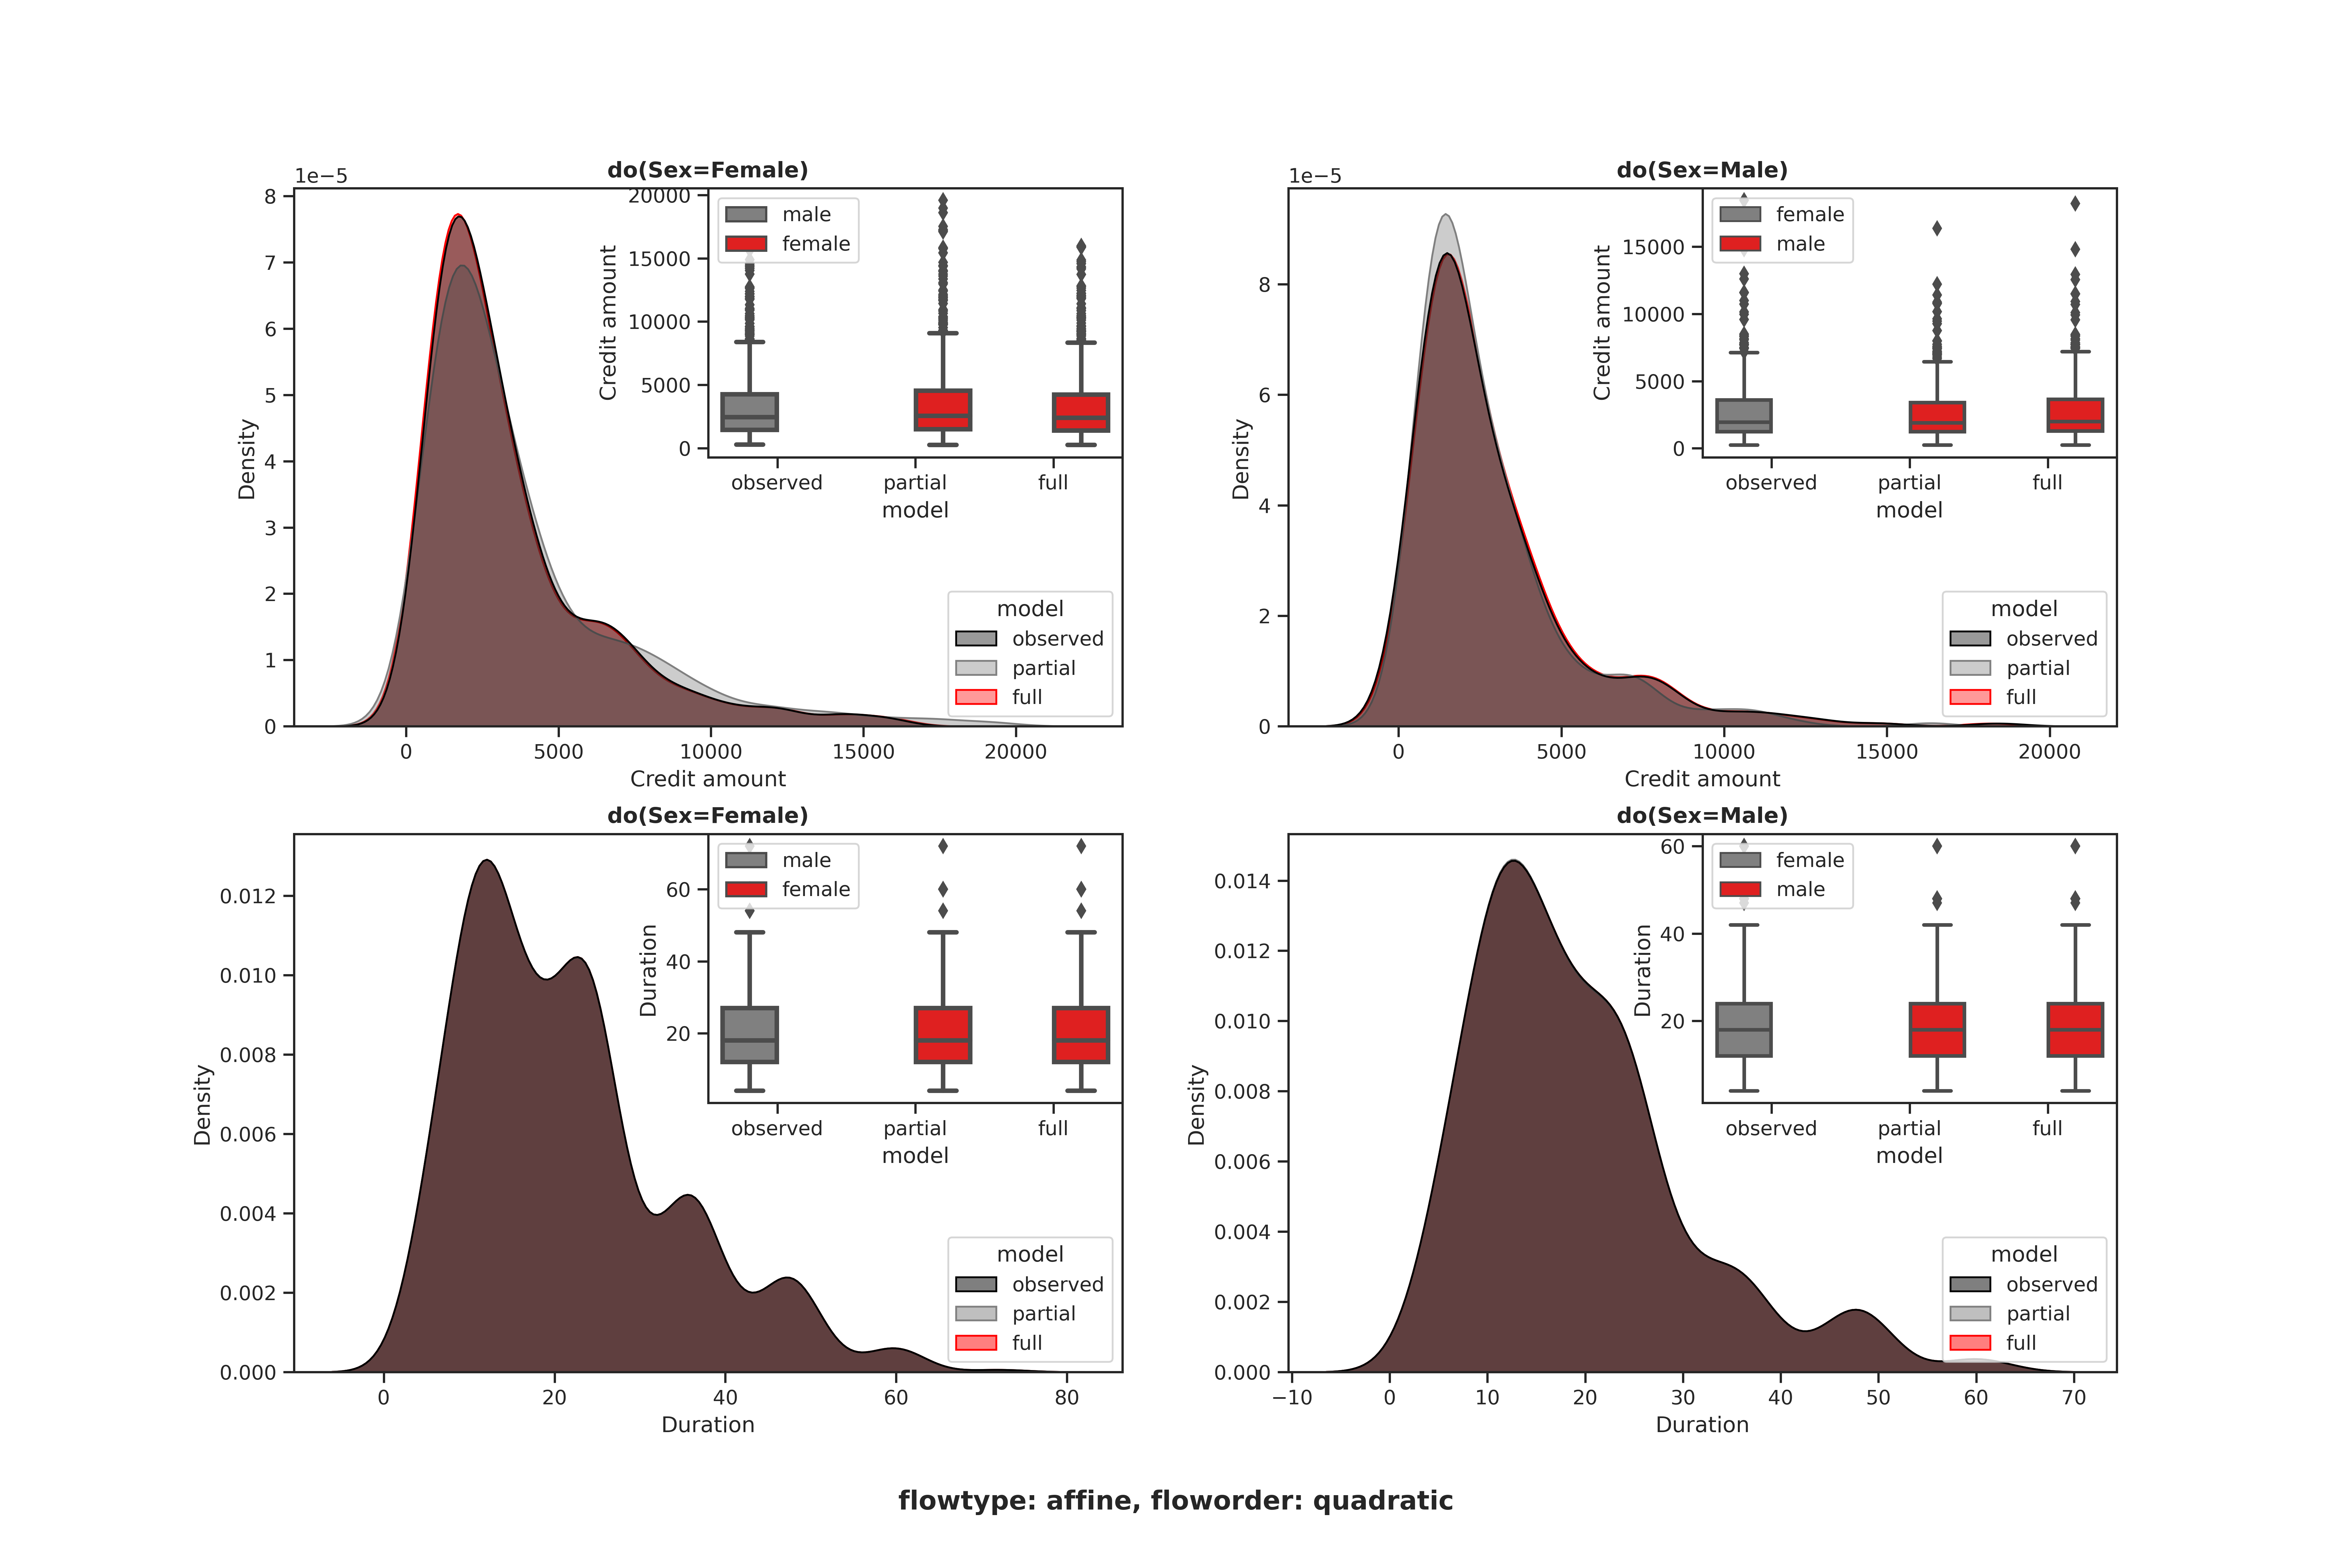 do(Sex=Female)
1e−5
8
7
6
5
4
3
2
1
0
Density
0
5000
10000
15000
20000
Credit amount
20000
15000
10000
5000
0
Credit amount
male
female
observed
partial
full
model
model
observed
partial
full
do(Sex=Male)
1e−5
8
6
4
2
0
Density
0
5000
10000
15000
20000
Credit amount
15000
10000
5000
0
Credit amount
female
male
observed
partial
full
model
model
observed
partial
full
do(Sex=Female)
0.012
0.010
0.008
0.006
0.004
0.002
0.000
Density
0
20
40
60
80
Duration
60
40
20
Duration
male
female
observed
partial
full
model
model
observed
partial
full
do(Sex=Male)
0.014
0.012
0.010
0.008
0.006
0.004
0.002
0.000
Density
−10
0
10
20
30
40
50
60
70
Duration
60
40
20
Duration
female
male
observed
partial
full
model
model
observed
partial
full
flowtype: affine, floworder: quadratic